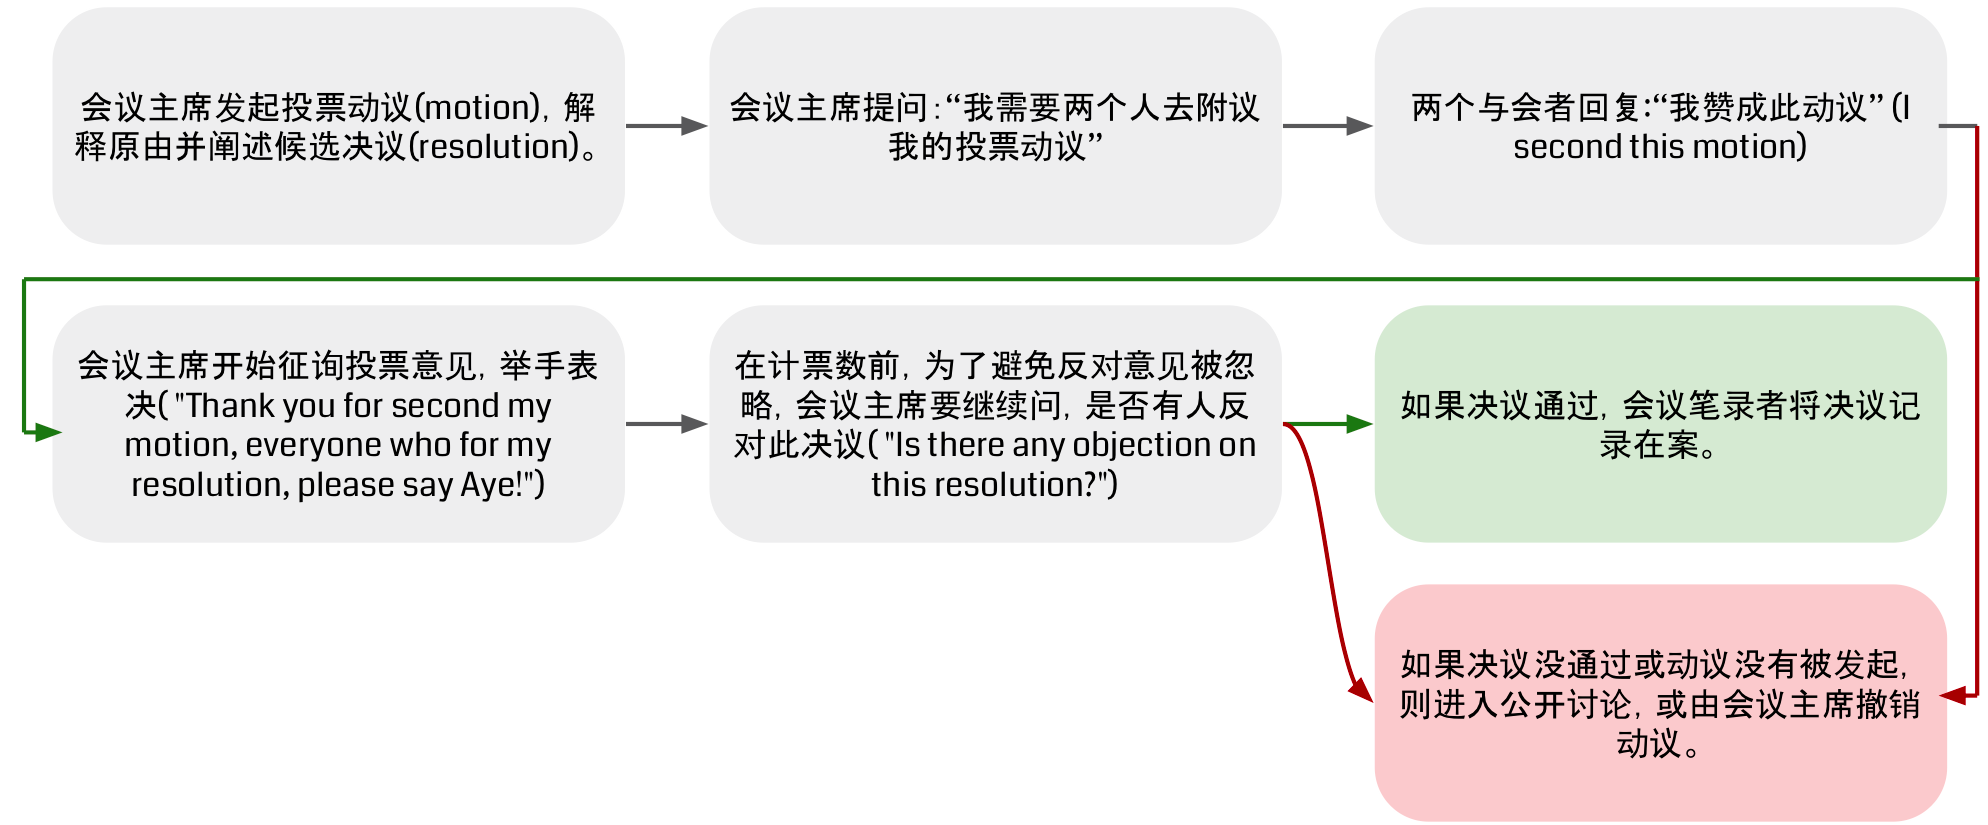 会议主席发起投票动议(motion)，解
释原由并阐述候选决议(resolution)。
会议主席提问：“我需要两个人去附议
我的投票动议”
两个与会者回复:“我赞成此动议” (I
second this motion)
会议主席开始征询投票意见，举手表
决( "Thank you for second my
motion, everyone who for my
resolution, please say Aye!")
在计票数前，为了避免反对意见被忽
略，会议主席要继续问，是否有人反
对此决议( "Is there any objection on
this resolution?")
如果决议通过，会议笔录者将决议记
录在案。
如果决议没通过或动议没有被发起，
则进入公开讨论，或由会议主席撤销
动议。